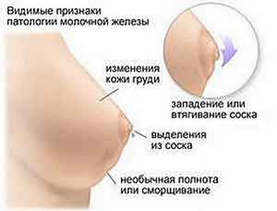 Видимые признаки
патологии молочной железы
изменения
кожи груди
западение или
втягивание соска
выделения
из соска
необычная полнота
или сморщивание